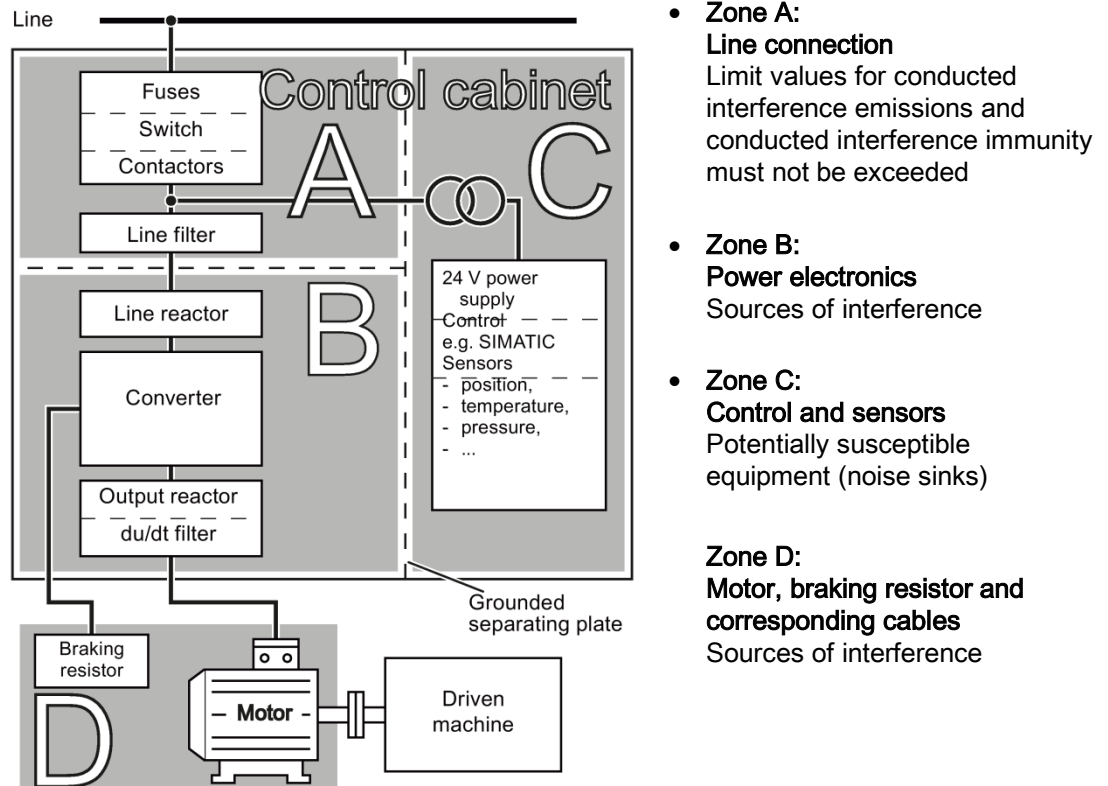 Line
Control cabinet
Fuses
Switch
Contactors
A
C
Line filter
Line reactor
B
Converter
Output reactor
du/dt filter
24 V power
supply
Control
e.g. SIMATIC
Sensors
- position,
- temperature,
- pressure,
- ...
Grounded
separating plate
Braking
resistor
D
Motor
Driven
machine
• Zone A:
Line connection
Limit values for conducted
interference emissions and
conducted interference immunity
must not be exceeded
• Zone B:
Power electronics
Sources of interference
• Zone C:
Control and sensors
Potentially susceptible
equipment (noise sinks)
Zone D:
Motor, braking resistor and
corresponding cables
Sources of interference